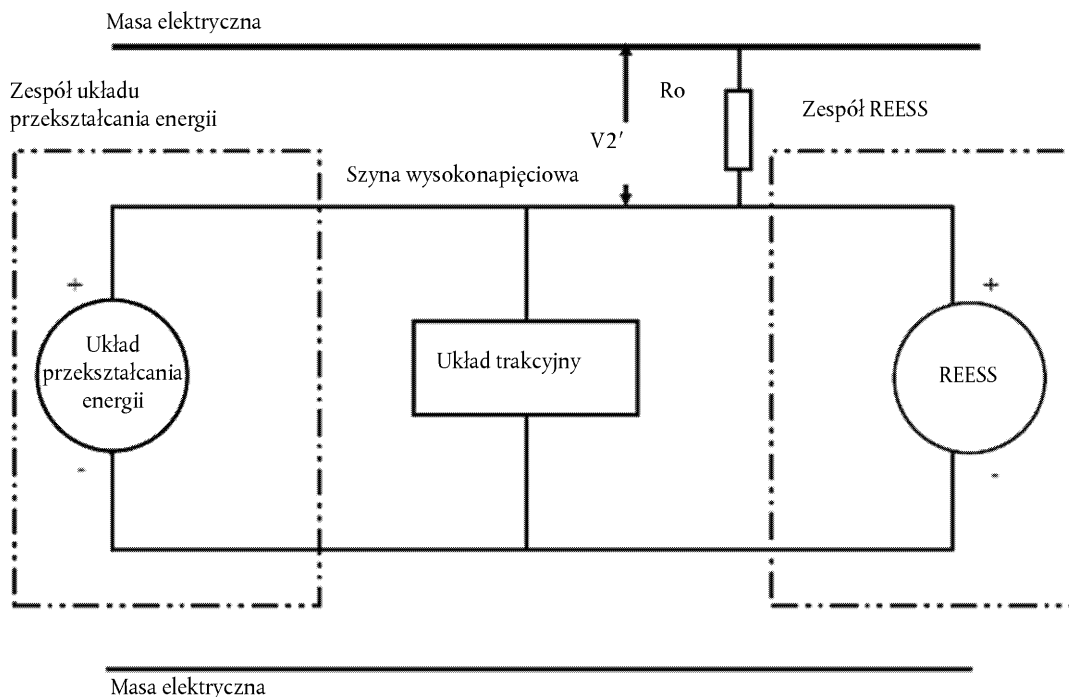 Masa elektryczna
Zespół układu
przekształcania energii
Ro
Zespół REESS
V2′
Szyna wysokonapięciowa
+
+
Układ
przekształcania
energii
Układ trakcyjny
REESS
-
-
Masa elektryczna